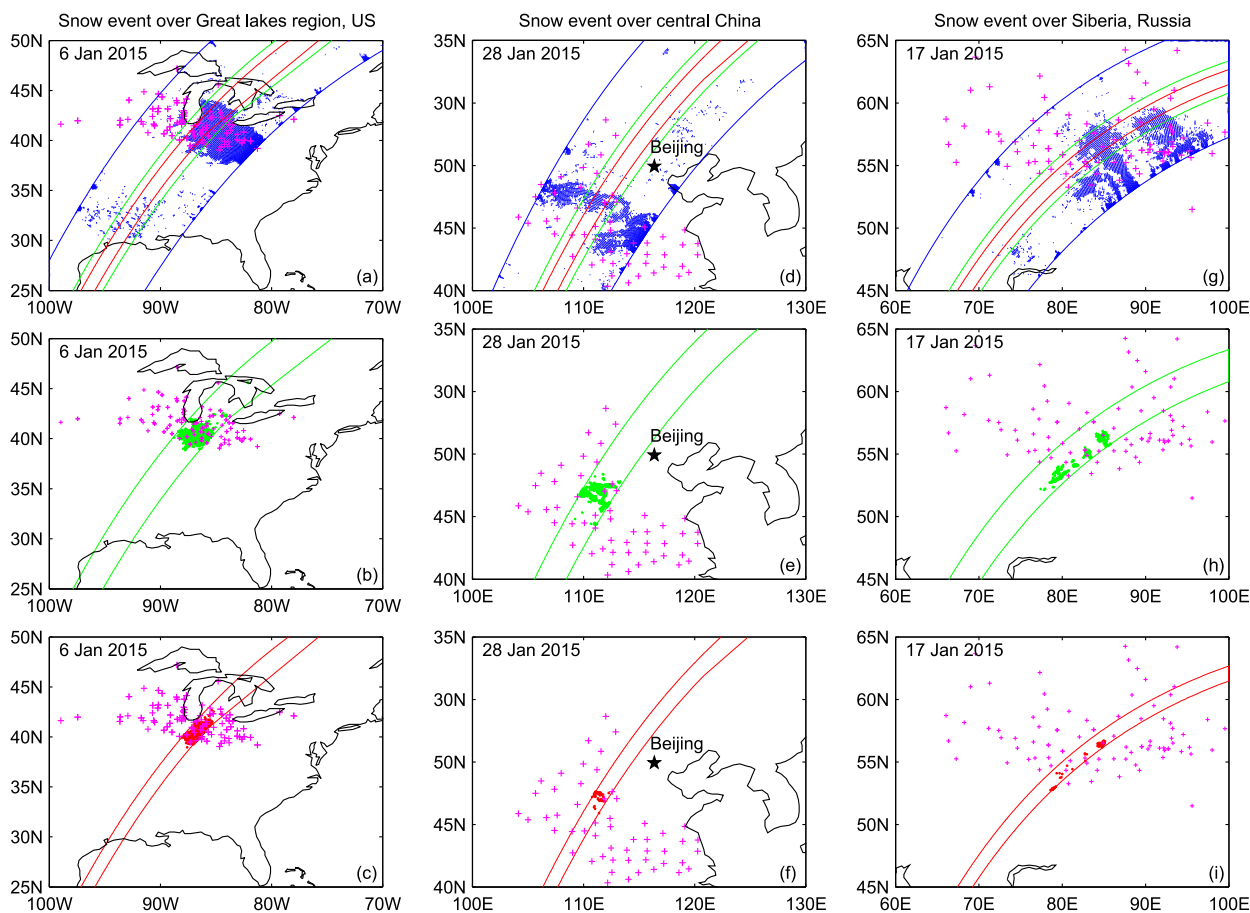 Snow event over Great lakes region, US
Snow event over central China
Snow event over Siberia, Russia
50N
45N
40N
35N
30N
25N
6 Jan 2015
(a)
100W 90W 80W 70W
35N
30N
50N
45N
40N
28 Jan 2015
Beijing
(d)
100E 110E 120E 130E
65N
60N
55N
50N
45N
17 Jan 2015
(g)
60E 70E 80E 90E 100E
50N
45N
40N
35N
30N
25N
6 Jan 2015
(b)
100W 90W 80W 70W
35N
30N
50N
45N
40N
28 Jan 2015
Beijing
(e)
100E 110E 120E 130E
65N
60N
55N
50N
45N
17 Jan 2015
(h)
60E 70E 80E 90E 100E
50N
45N
40N
35N
30N
25N
6 Jan 2015
(c)
100W 90W 80W 70W
35N
30N
50N
45N
40N
28 Jan 2015
Beijing
(f)
100E 110E 120E 130E
65N
60N
55N
50N
45N
17 Jan 2015
(i)
60E 70E 80E 90E 100E